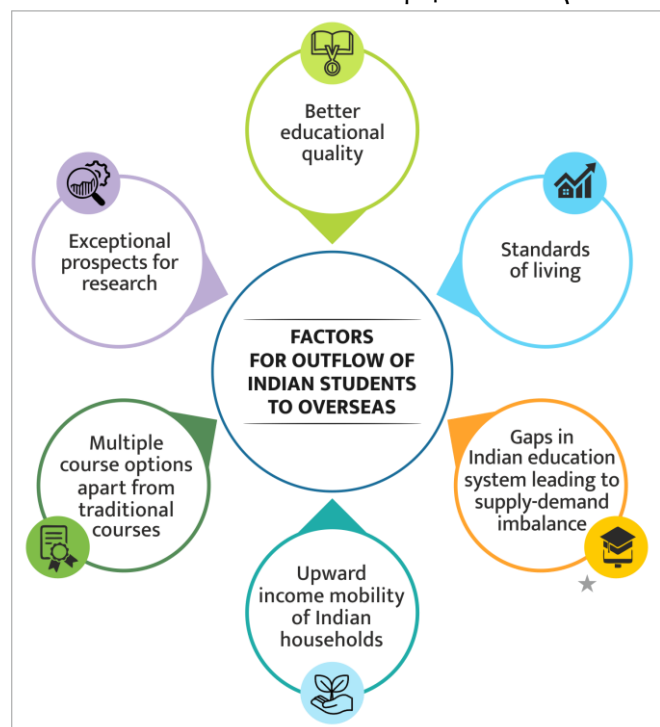 Better
educational
quality
Exceptional
prospects for
research
Standards
of living
FACTORS
FOR OUTFLOW OF
INDIAN STUDENTS
TO OVERSEAS
Multiple
course options
apart from
traditional
courses
Gaps in
Indian education
system leading to
supply-demand
imbalance
Upward
income mobility
of Indian
households